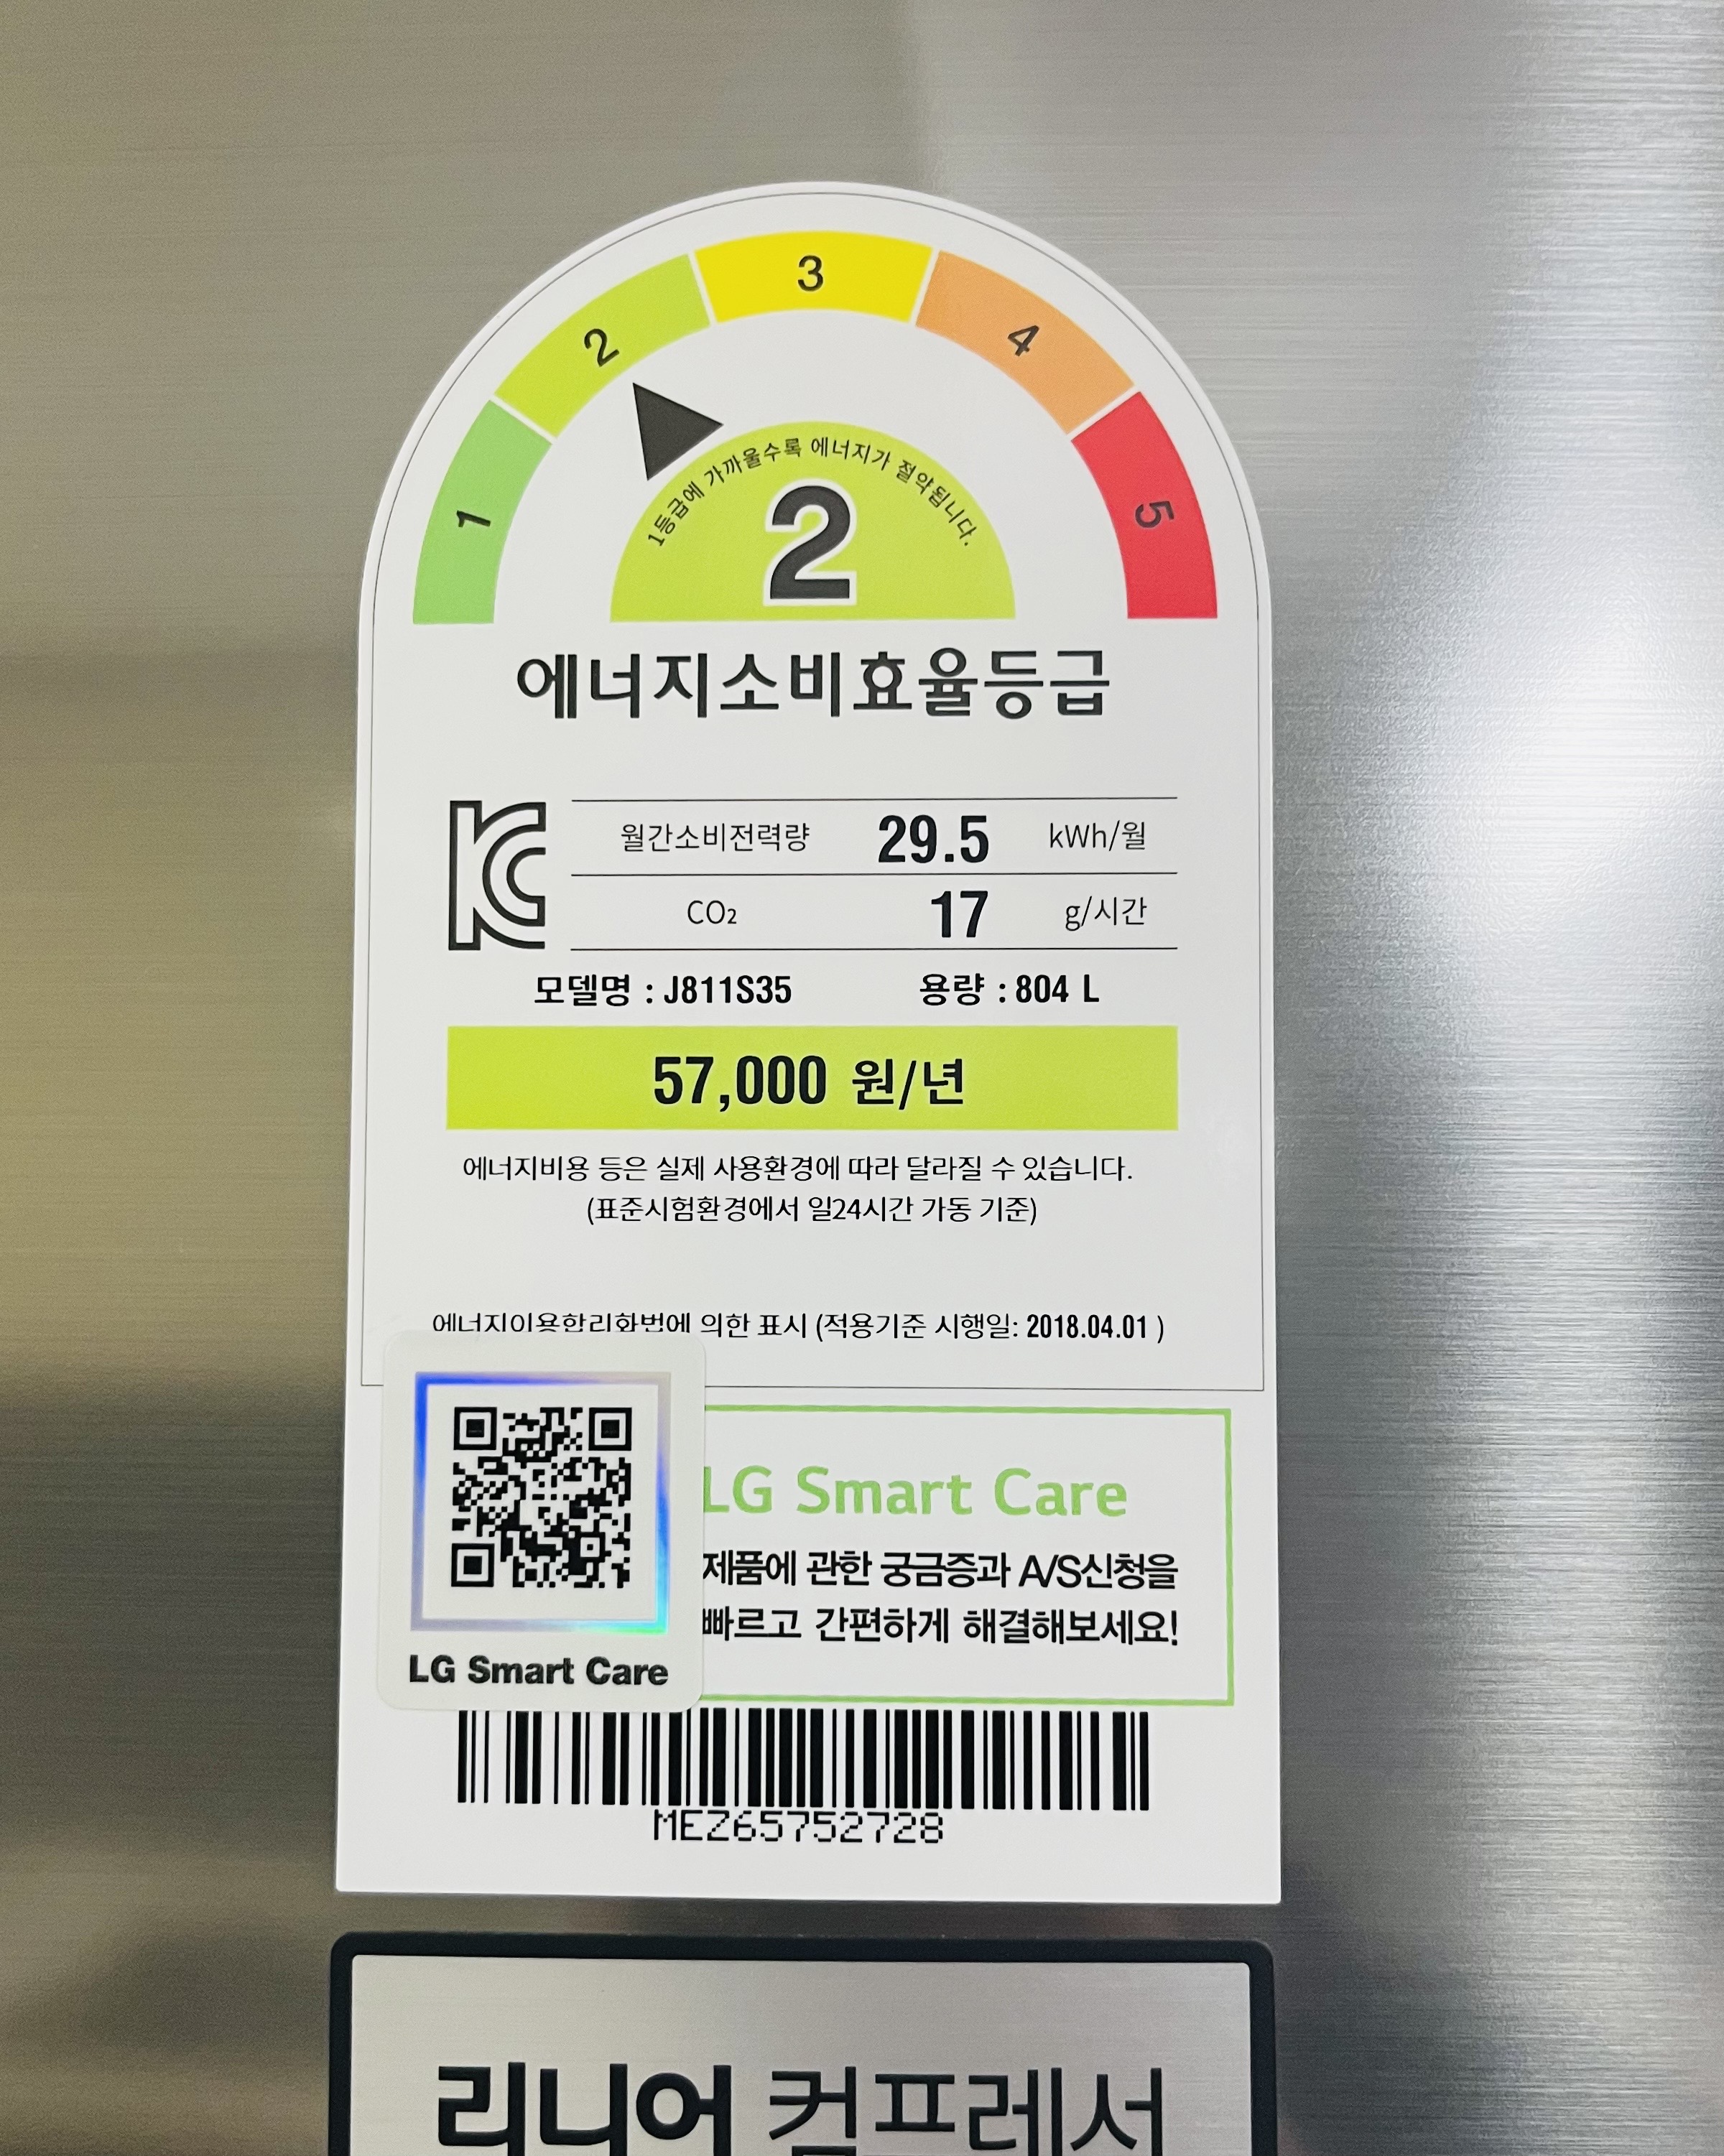 1 2 3 4 5
1등급에 가까울수록 에너지가 절약됩니다.
2
에너지소비효율등급
월간소비전력량 29.5 kWh/월
CO₂ 17 g/시간
모델명 : J811S35 용량 : 804 L
57,000 원/년
에너지비용 등은 실제 사용환경에 따라 달라질 수 있습니다.
(표준시험환경에서 일24시간 가동 기준)
에너지이용합리화법에 의한 표시 (적용기준 시행일: 2018.04.01 )
LG Smart Care
제품에 관한 궁금증과 A/S신청을
빠르고 간편하게 해결해보세요!
LG Smart Care
MEZ65752728
리니어 컴프레서